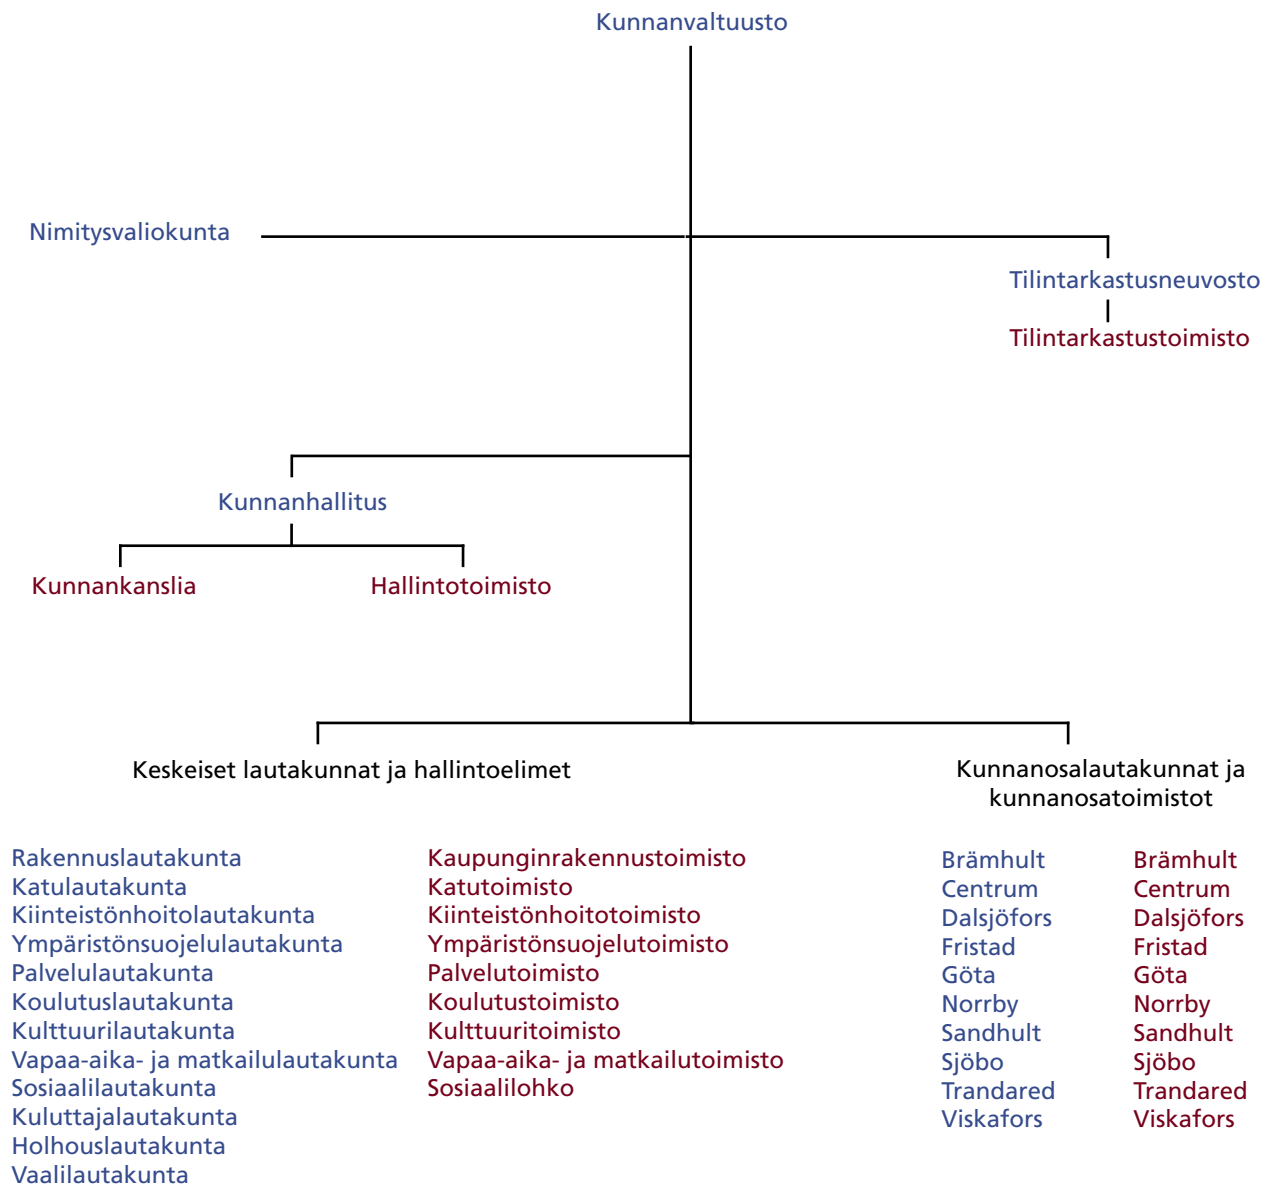 Kunnanvaltuusto
Nimitysvaliokunta
Tilintarkastusneuvosto
Tilintarkastustoimisto
Kunnanhallitus
Kunnankanslia
Hallintotoimisto
Keskeiset lautakunnat ja hallintoelimet
Rakennuslautakunta
Katulautakunta
Kiinteistönhoitolautakunta
Ympäristönsuojelulautakunta
Palvelulautakunta
Koulutuslautakunta
Kulttuurilautakunta
Vapaa-aika- ja matkailulautakunta
Sosiaalilautakunta
Kuluttajalautakunta
Holhouslautakunta
Vaalilautakunta
Kaupunginrakennustoimisto
Katutoimisto
Kiinteistönhoitotoimisto
Ympäristönsuojelutoimisto
Palvelutoimisto
Koulutustoimisto
Kulttuuritoimisto
Vapaa-aika- ja matkailutoimisto
Sosiaalilohko
Kunnanosalautakunnat ja
kunnanosatoimistot
Brämhult
Centrum
Dalsjöfors
Fristad
Göta
Norrby
Sandhult
Sjöbo
Trandared
Viskafors
Brämhult
Centrum
Dalsjöfors
Fristad
Göta
Norrby
Sandhult
Sjöbo
Trandared
Viskafors